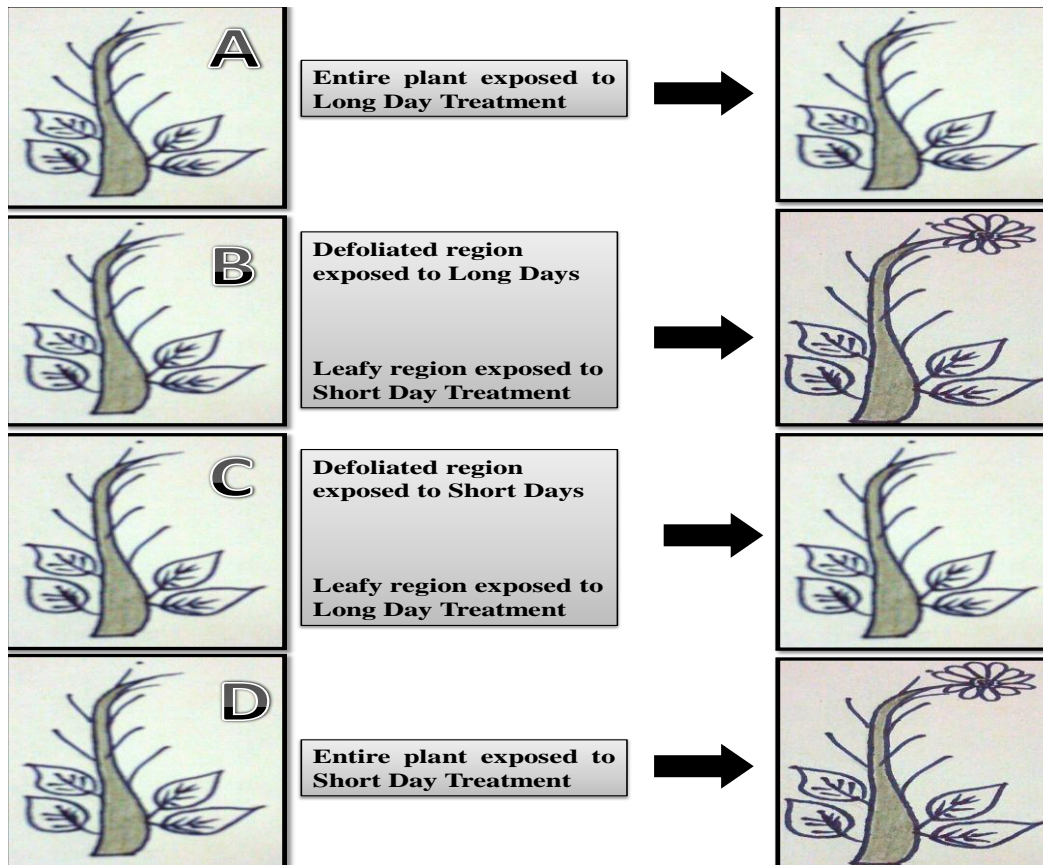 A
Entire plant exposed to
Long Day Treatment
B
Defoliated region
exposed to Long Days
Leafy region exposed to
Short Day Treatment
C
Defoliated region
exposed to Short Days
Leafy region exposed to
Long Day Treatment
D
Entire plant exposed to
Short Day Treatment